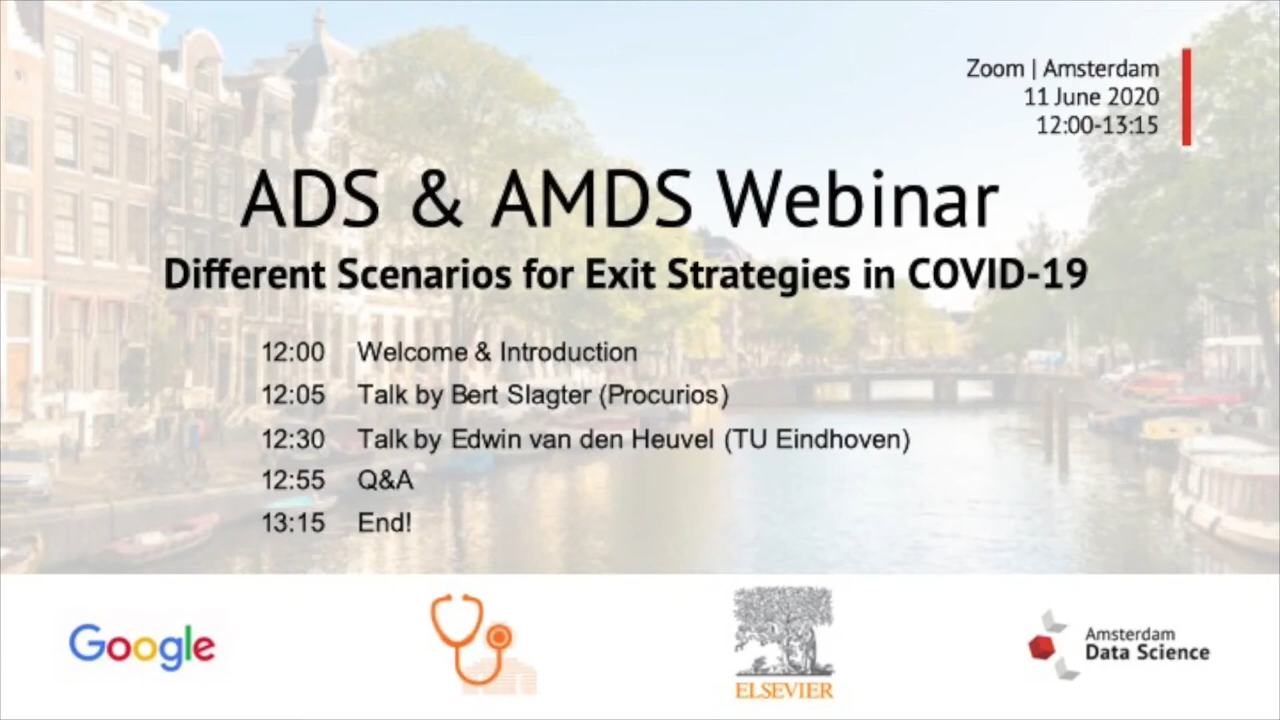 Zoom | Amsterdam
11 June 2020
12:00-13:15
ADS & AMDS Webinar
Different Scenarios for Exit Strategies in COVID-19
12:00 Welcome & Introduction
12:05 Talk by Bert Slagter (Procurios)
12:30 Talk by Edwin van den Heuvel (TU Eindhoven)
12:55 Q&A
13:15 End!
Google
ELSEVIER
Amsterdam
Data Science